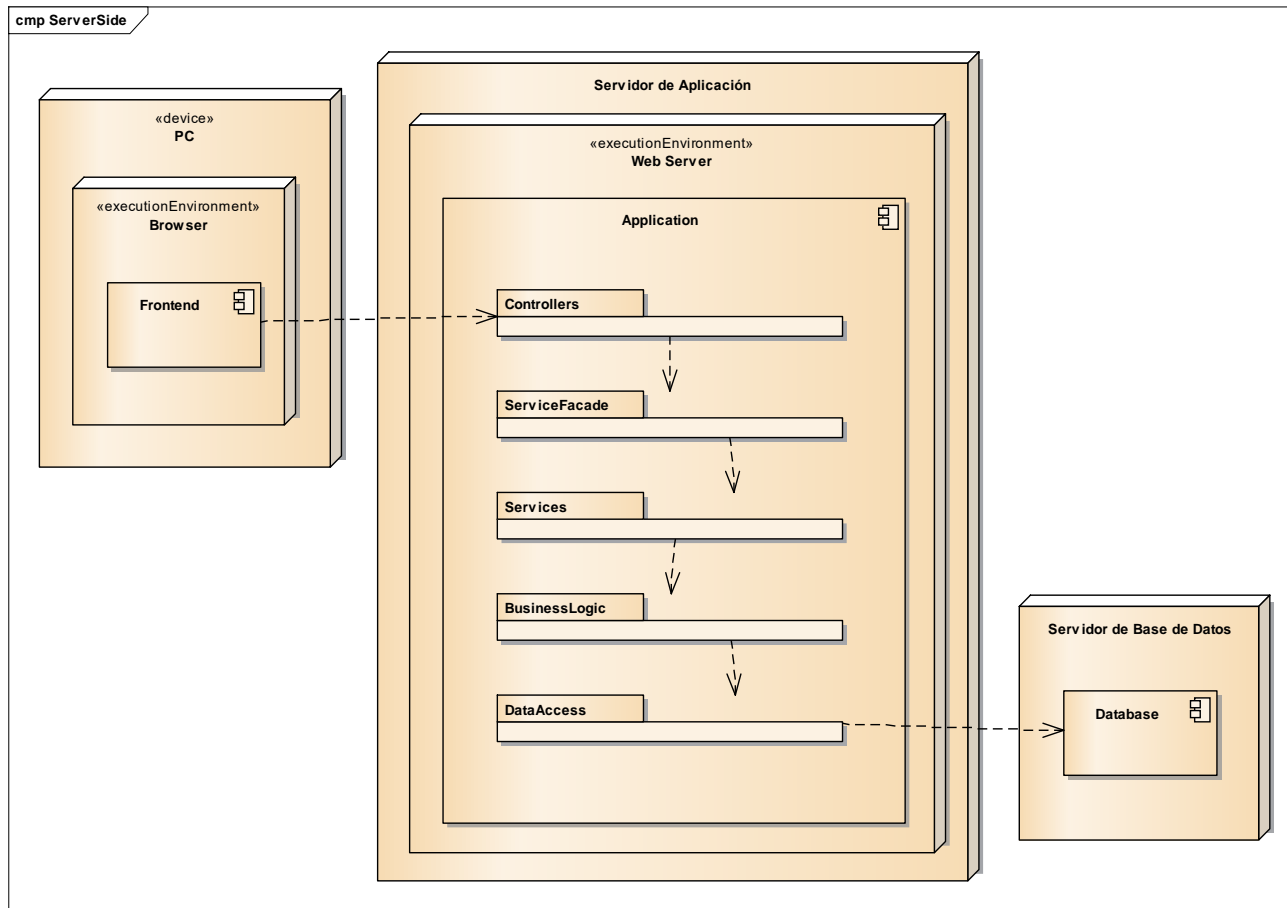 cmp ServerSide
«device»
PC
«executionEnvironment»
Browser
Frontend
Servidor de Aplicación
«executionEnvironment»
Web Server
Application
Controllers
ServiceFacade
Services
BusinessLogic
DataAccess
Servidor de Base de Datos
Database